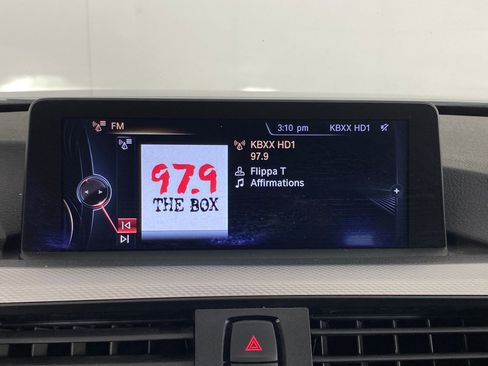 FM
3:10 pm
KBXX HD1
97.9
THE BOX
KBXX HD1
97.9
Flippa T
Affirmations
+